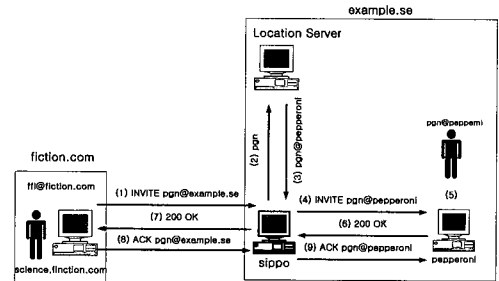 example.se
Location Server
pgn@peppemi
(2) pgn
(3) pgn@pepperoni
fiction.com
ffl@fiction.com
(1) INVITE pgn@example.se
(4) INVITE pgn@pepperoni
(5)
(7) 200 OK
(6) 200 OK
(8) ACK pgn@example.se
(9) ACK pgn@pepperoni
sippo
pepperoni
science,finction.com